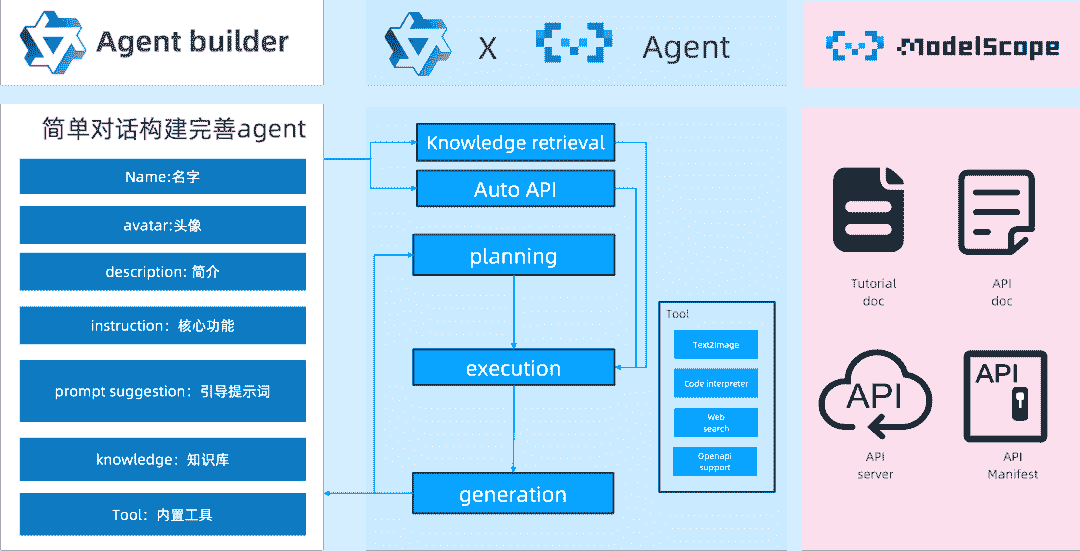 Agent builder
X
Agent
ModelScope
简单对话构建完善agent
Name:名字
avatar:头像
description: 简介
instruction：核心功能
prompt suggestion：引导提示词
knowledge：知识库
Tool：内置工具
Knowledge retrieval
Auto API
planning
execution
generation
Tool
Text2Image
Code interpreter
Web
search
Openapi
support
Tutorial
doc
API
doc
API
API
server
API
API
Manifest